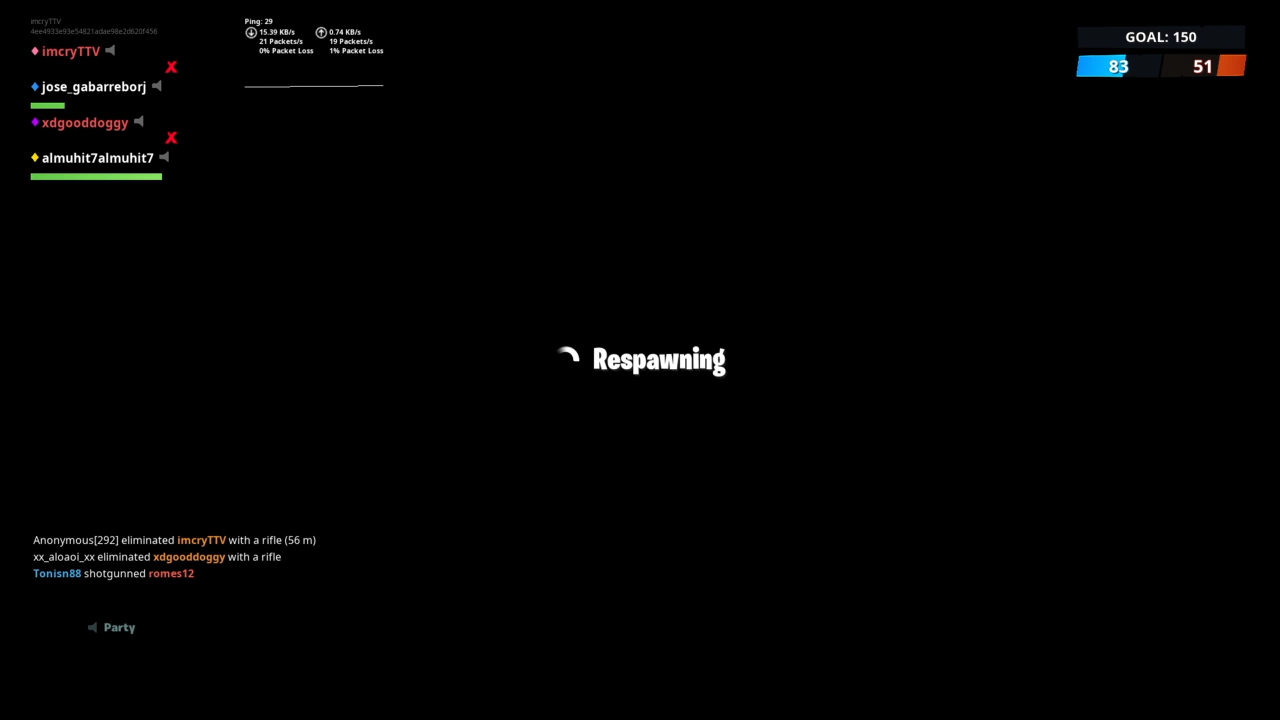 imcryTTV
4ee4933e93e54821adae98e2d620f456
imcryTTV
jose_gabarreborj
xdgooddoggy
almuhit7almuhit7
Ping: 29
15.39 KB/s 0.74 KB/s
21 Packets/s 19 Packets/s
0% Packet Loss 1% Packet Loss
GOAL: 150
83 51
Respawning
Anonymous[292] eliminated imcryTTV with a rifle (56 m)
xx_aloaoi_xx eliminated xdgooddoggy with a rifle
Tonisn88 shotgunned romes12
Party